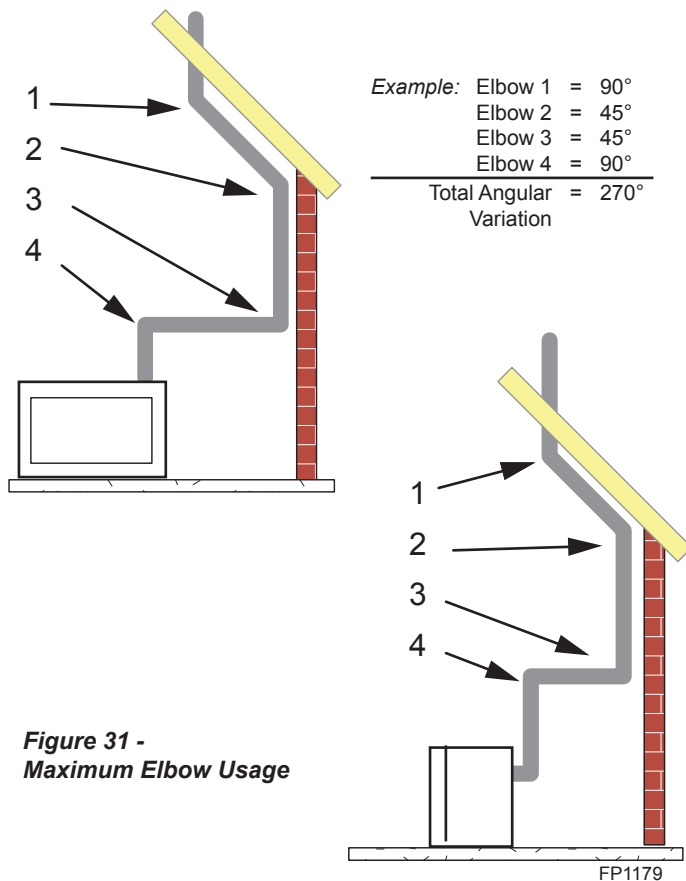 1
2
3
4
Example: Elbow 1 = 90°
Elbow 2 = 45°
Elbow 3 = 45°
Elbow 4 = 90°
Total Angular = 270°
Variation
1
2
3
4
Figure 31 -
Maximum Elbow Usage
FP1179